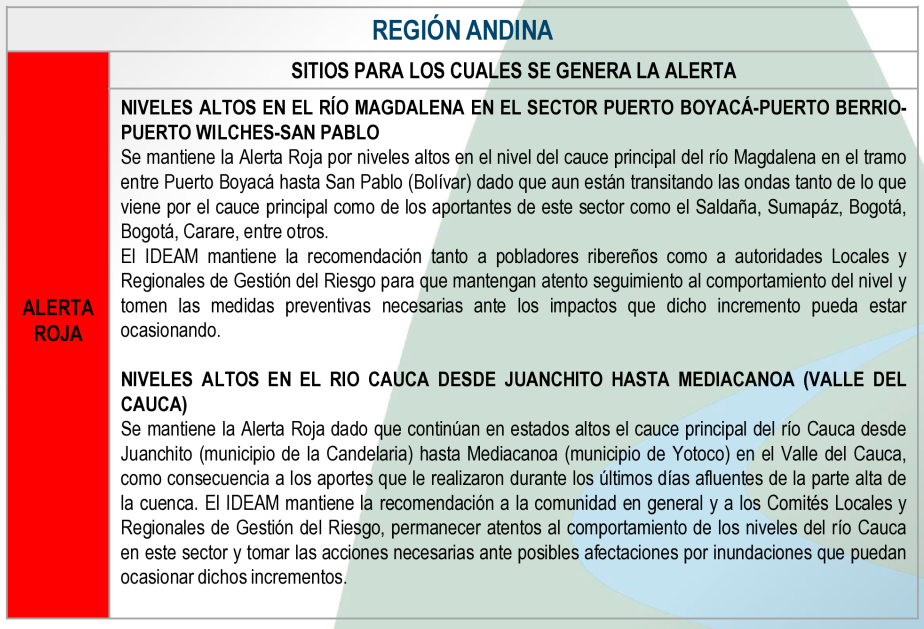 REGIÓN ANDINA
SITIOS PARA LOS CUALES SE GENERA LA ALERTA
ALERTA
ROJA
NIVELES ALTOS EN EL RÍO MAGDALENA EN EL SECTOR PUERTO BOYACÁ-PUERTO BERRIO-
PUERTO WILCHES-SAN PABLO
Se mantiene la Alerta Roja por niveles altos en el nivel del cauce principal del río Magdalena en el tramo
entre Puerto Boyacá hasta San Pablo (Bolívar) dado que aun están transitando las ondas tanto de lo que
viene por el cauce principal como de los aportantes de este sector como el Saldaña, Sumapáz, Bogotá,
Bogotá, Carare, entre otros.
El IDEAM mantiene la recomendación tanto a pobladores ribereños como a autoridades Locales y
Regionales de Gestión del Riesgo para que mantengan atento seguimiento al comportamiento del nivel y
tomen las medidas preventivas necesarias ante los impactos que dicho incremento pueda estar
ocasionando.
NIVELES ALTOS EN EL RIO CAUCA DESDE JUANCHITO HASTA MEDIACANOA (VALLE DEL
CAUCA)
Se mantiene la Alerta Roja dado que continúan en estados altos el cauce principal del río Cauca desde
Juanchito (municipio de la Candelaria) hasta Mediacanoa (municipio de Yotoco) en el Valle del Cauca,
como consecuencia a los aportes que le realizaron durante los últimos días afluentes de la parte alta de
la cuenca. El IDEAM mantiene la recomendación a la comunidad en general y a los Comités Locales y
Regionales de Gestión del Riesgo, permanecer atentos al comportamiento de los niveles del río Cauca
en este sector y tomar las acciones necesarias ante posibles afectaciones por inundaciones que puedan
ocasionar dichos incrementos.